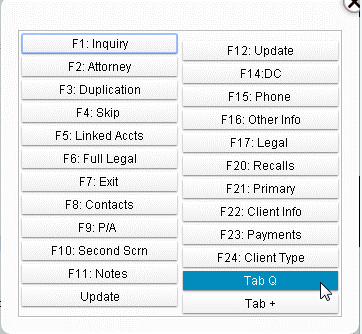 F1: Inquiry
F2: Attorney
F3: Duplication
F4: Skip
F5: Linked Accts
F6: Full Legal
F7: Exit
F8: Contacts
F9: P/A
F10: Second Scrn
F11: Notes
Update
F12: Update
F14:DC
F15: Phone
F16: Other Info
F17: Legal
F20: Recalls
F21: Primary
F22: Client Info
F23: Payments
F24: Client Type
Tab Q
Tab +